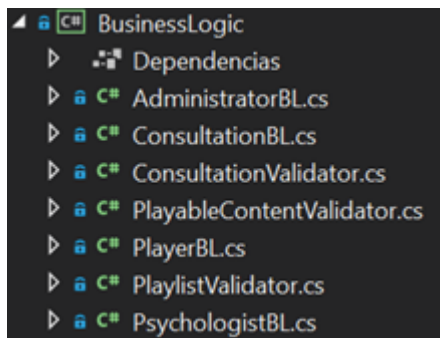 C# BusinessLogic
Dependencias
C# AdministratorBL.cs
C# ConsultationBL.cs
C# ConsultationValidator.cs
C# PlayableContentValidator.cs
C# PlayerBL.cs
C# PlaylistValidator.cs
C# PsychologistBL.cs